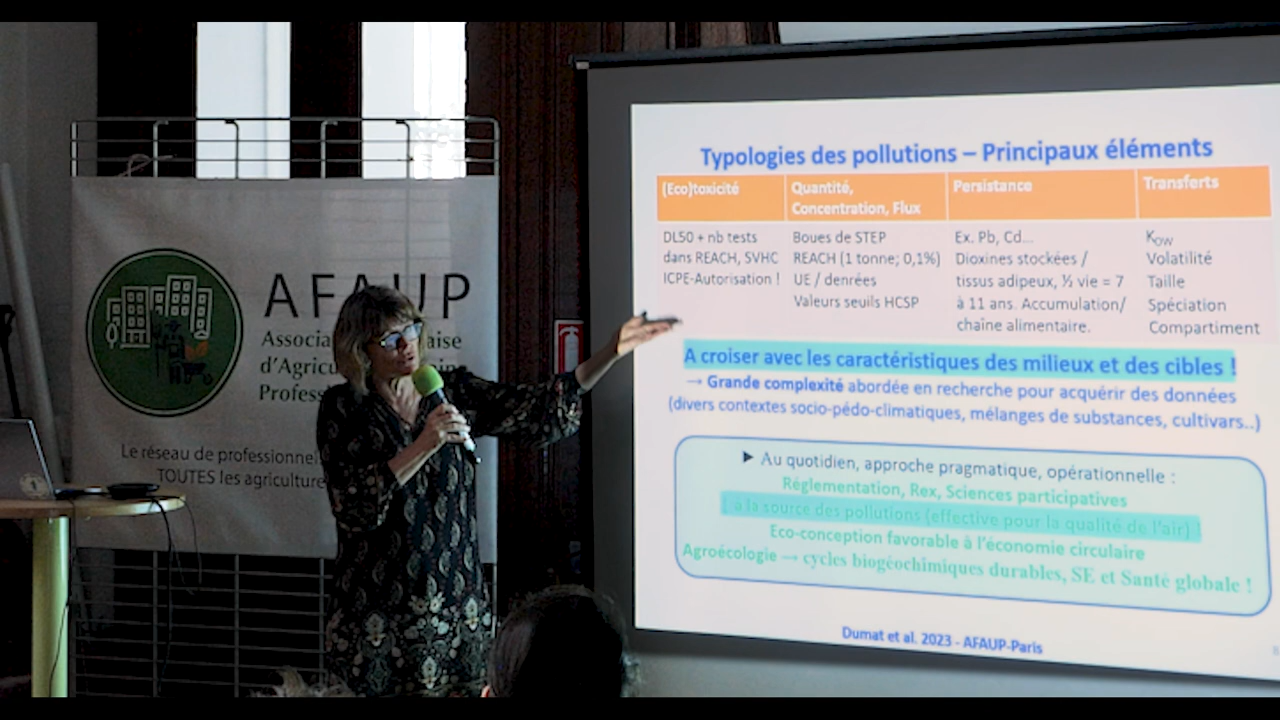 AFAUP
Associa aise
d'Agricu
Profess
Le réseau de professionnel
TOUTES les agriculture
Typologies des pollutions – Principaux éléments
(Eco)toxicité
Quantité,
Concentration, Flux
Persistance
Transferts
DL50 + nb tests
dans REACH, SVHC
ICPE-Autorisation !
Boues de STEP
REACH (1 tonne; 0,1%)
UE / denrées
Valeurs seuils HCSP
Ex. Pb, Cd...
Dioxines stockées /
tissus adipeux, ½ vie = 7
à 11 ans. Accumulation/
chaîne alimentaire.
KOW
Volatilité
Taille
Spéciation
Compartiment
A croiser avec les caractéristiques des milieux et des cibles !
→ Grande complexité abordée en recherche pour acquérir des données
(divers contextes socio-pédo-climatiques, mélanges de substances, cultivars..)
► Au quotidien, approche pragmatique, opérationnelle :
Réglementation, Rex, Sciences participatives
à la source des pollutions (effective pour la qualité de l'air) !
Eco-conception favorable à l'économie circulaire
Agroécologie → cycles biogéochimiques durables, SE et Santé globale !
Dumat et al. 2023 - AFAUP-Paris